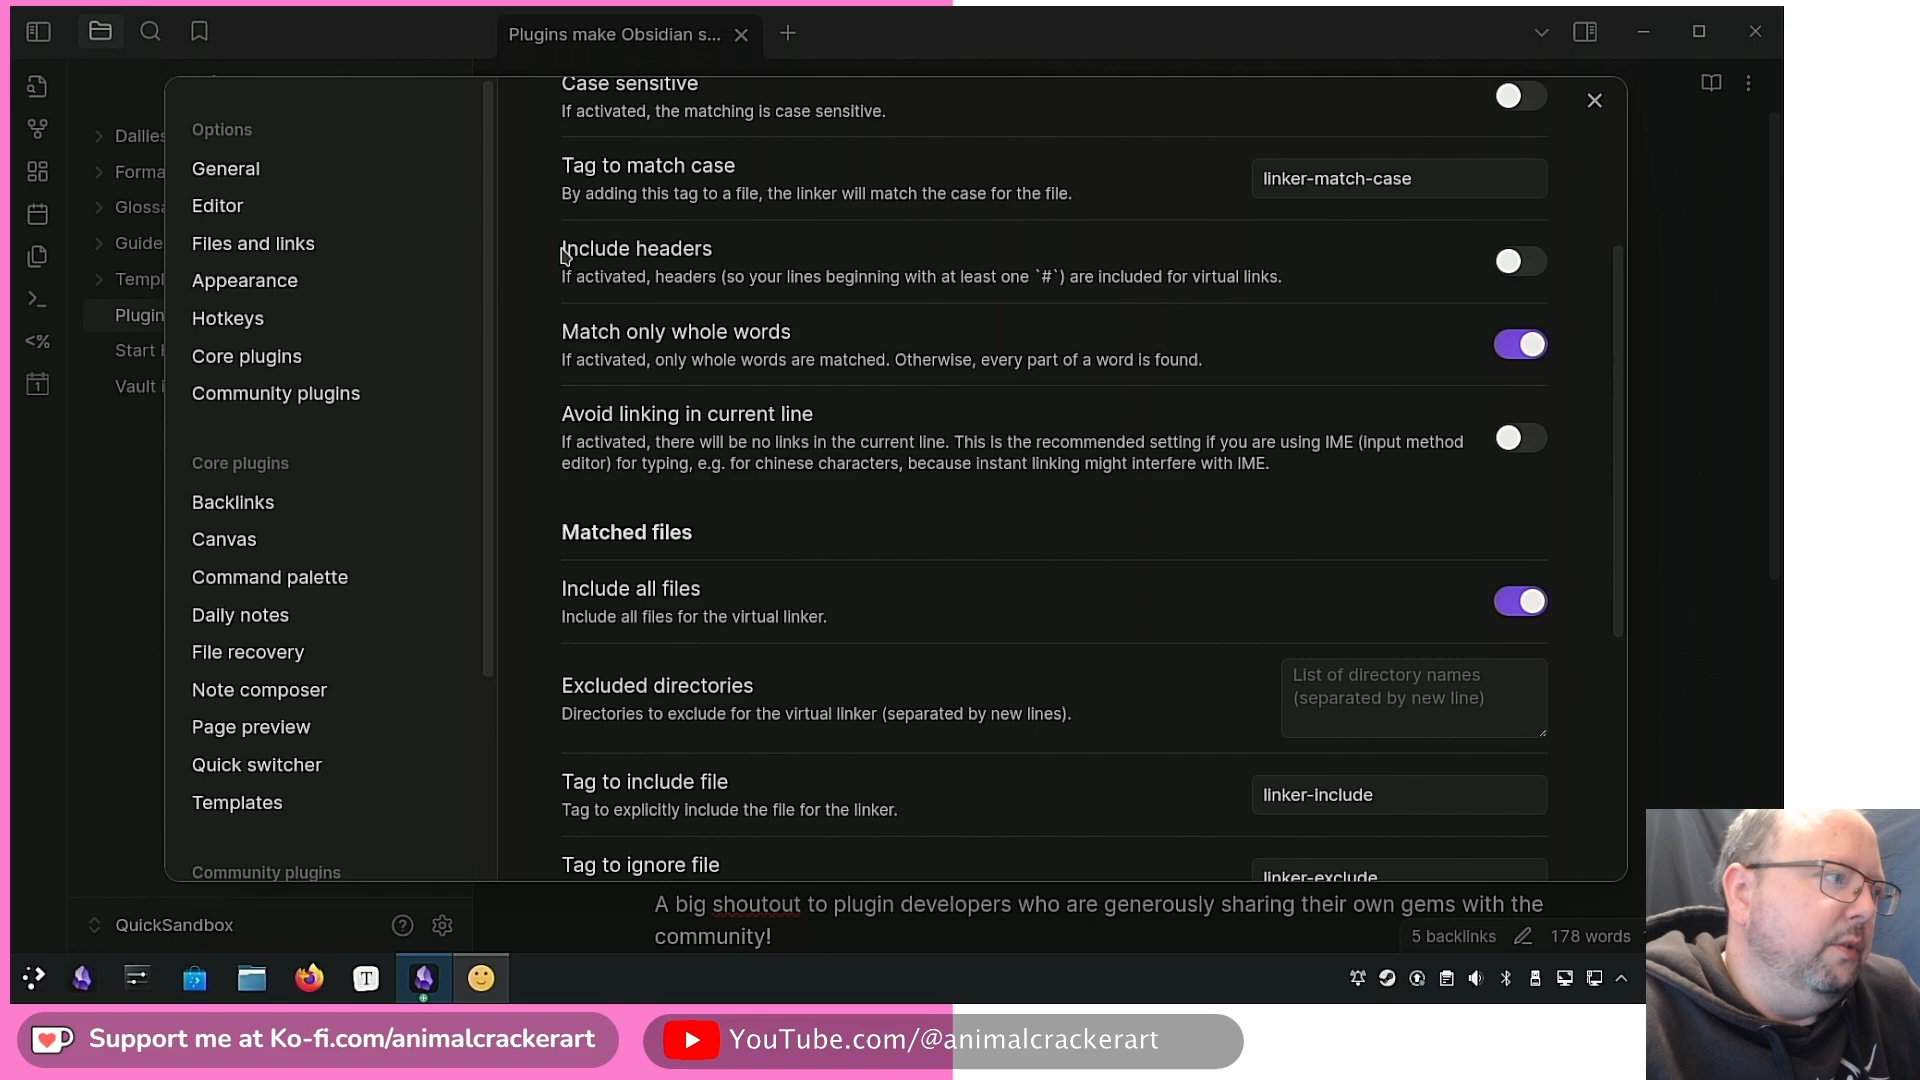 Plugins make Obsidian s...
Options
General
Editor
Files and links
Appearance
Hotkeys
Core plugins
Community plugins
Core plugins
Backlinks
Canvas
Command palette
Daily notes
File recovery
Note composer
Page preview
Quick switcher
Templates
Community plugins
Dailies
Forma
Glossa
Guide
Templ
Plugin
Start
Vault i
Case sensitive
If activated, the matching is case sensitive.
Tag to match case
By adding this tag to a file, the linker will match the case for the file.
linker-match-case
Include headers
If activated, headers (so your lines beginning with at least one `#`) are included for virtual links.
Match only whole words
If activated, only whole words are matched. Otherwise, every part of a word is found.
Avoid linking in current line
If activated, there will be no links in the current line. This is the recommended setting if you are using IME (input method
editor) for typing, e.g. for chinese characters, because instant linking might interfere with IME.
Matched files
Include all files
Include all files for the virtual linker.
Excluded directories
Directories to exclude for the virtual linker (separated by new lines).
List of directory names
(separated by new line)
Tag to include file
Tag to explicitly include the file for the linker.
linker-include
Tag to ignore file
linker-exclude
A big shoutout to plugin developers who are generously sharing their own gems with the
community!
QuickSandbox
5 backlinks
178 words
Support me at Ko-fi.com/animalcrackerart
YouTube.com/@animalcrackerart